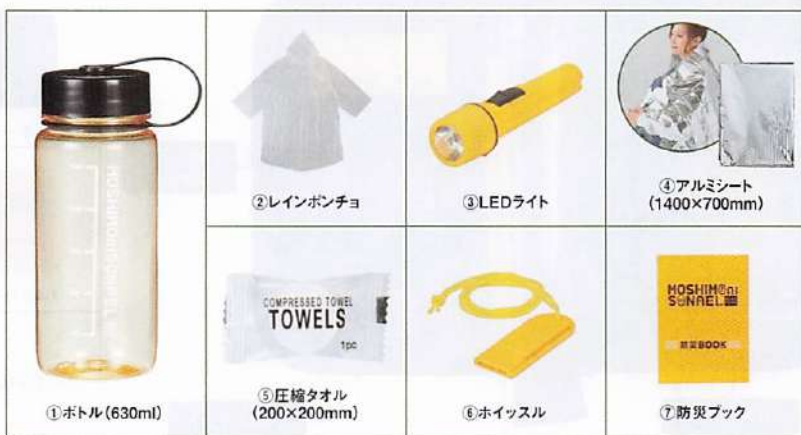 ①ボトル(630ml)
②レインポンチョ
③LEDライト
④アルミシート
(1400×700mm)
COMPRESSED TOWEL
TOWELS
1pc
⑤圧縮タオル
(200×200mm)
⑥ホイッスル
MOSHIMOni
SONAEL
防災BOOK
⑦防災ブック